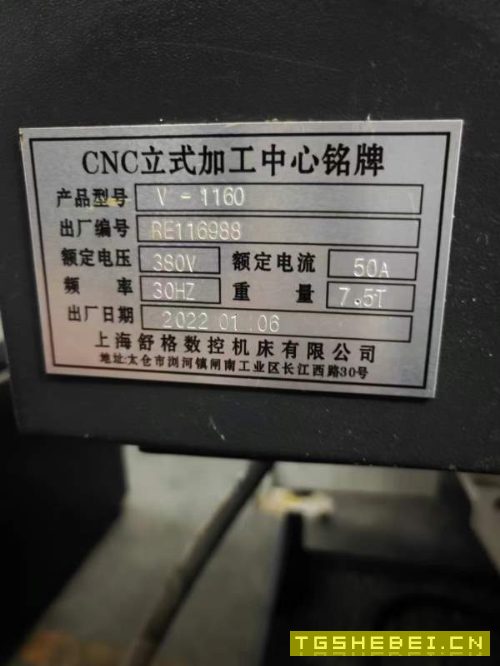 CNC立式加工中心铭牌
产品型号 V-1160
出厂编号 RE116988
额定电压 380V 额定电流 50A
频率 30HZ 重量 7.5T
出厂日期 2022 01 06
上海舒格数控机床有限公司
地址:太仓市浏河镇闸南工业区长江西路30号
TGSHEBEI.CN